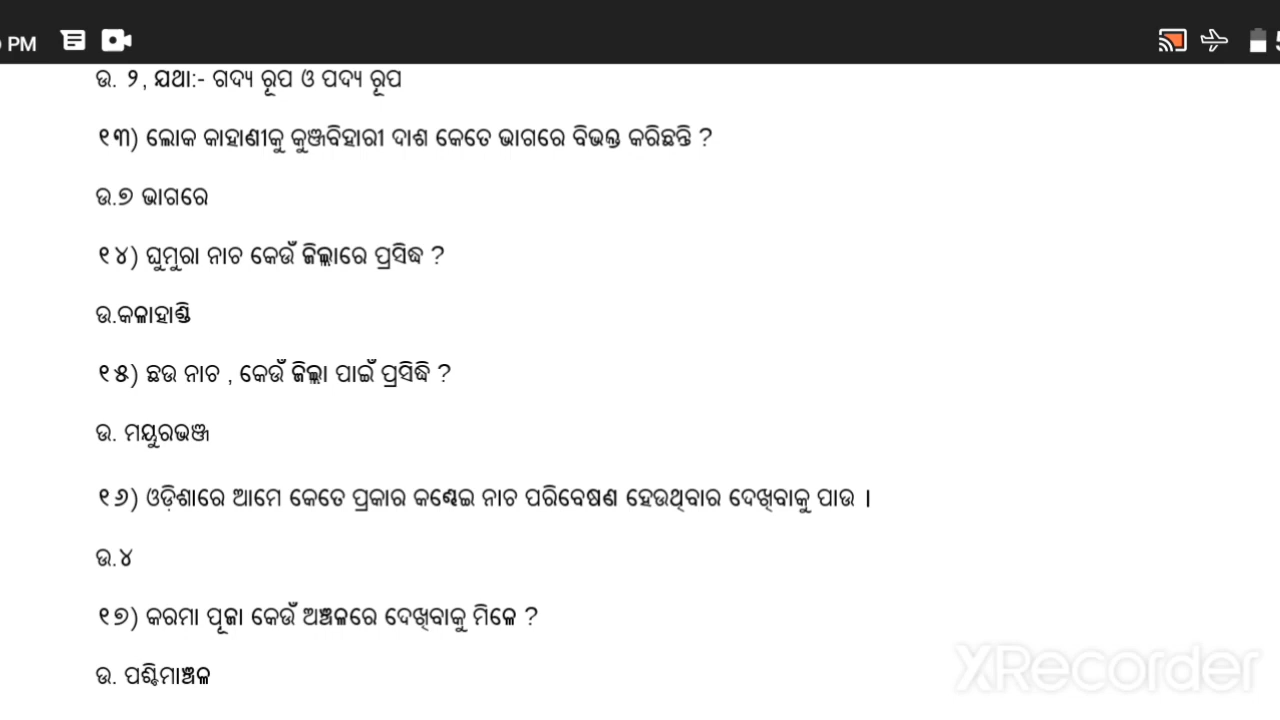 PM
ଉ. ୨, ଯଥା:- ଗଦ୍ୟ ରୂପ ଓ ପଦ୍ୟ ରୂପ
୧୩) ଲୋକ କାହାଣୀକୁ କୁଞ୍ଜବିହାରୀ ଦାଶ କେତେ ଭାଗରେ ବିଭକ୍ତ କରିଛନ୍ତି ?
ଉ.୭ ଭାଗରେ
୧୪) ଘୁମୁରା ନାଚ କେଉଁ ଜିଲ୍ଲାରେ ପ୍ରସିଦ୍ଧ ?
ଉ.କଳାହାଣ୍ଡି
୧୫) ଛଉ ନାଚ , କେଉଁ ଜିଲ୍ଲା ପାଇଁ ପ୍ରସିଦ୍ଧି ?
ଉ. ମୟୁରଭଞ୍ଜ
୧୬) ଓଡ଼ିଶାରେ ଆମେ କେତେ ପ୍ରକାର କଣ୍ଢେଇ ନାଚ ପରିବେଷଣ ହେଉଥିବାର ଦେଖିବାକୁ ପାଉ ।
ଉ.୪
୧୭) କରମା ପୂଜା କେଉଁ ଅଞ୍ଚଳରେ ଦେଖିବାକୁ ମିଳେ ?
ଉ. ପଶ୍ଚିମାଞ୍ଚଳ
XRecorder